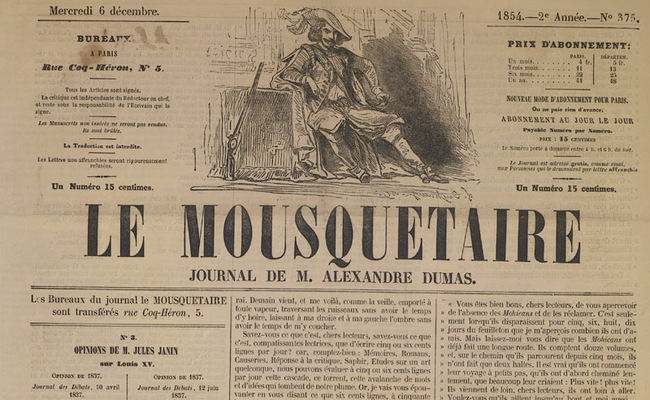 Mercredi 6 décembre.
1854.—2e Année.—No 375.
BUREAUX
A PARIS
Rue Coq-Héron, No 5.
Tous les Articles sont signés.
La critique est indépendante du Rédacteur en chef,
et reste sous la responsabilité de l'Ecrivain qui la
signe.
Les Manuscrits non insérés ne seront pas rendus.
Ils sont brûlés.
La Traduction est interdite.
Les Lettres non affranchies seront rigoureusement
refusées.
Un Numéro 15 centimes.
PRIX D'ABONNEMENT:
PARIS. DÉPARTEM.
Un mois. 4 fr. 5 fr.
Trois mois. 11 13
Six mois. 22 25
Un an. 44 48
NOUVEAU MODE D'ABONNEMENT POUR PARIS.
On ne paie rien d'avance.
ABONNEMENT AU JOUR LE JOUR
Payable Numéro par Numéro.
PRIX : 15 CENTIMES
Le Numéro porté à domicile entre 4 h. et 6 h. du soir.
Le Journal est adressé gratis, comme essai,
aux Personnes qui le demanderont par lettre affranchie
Un Numéro 15 centimes.
LE MOUSQUETAIRE
JOURNAL DE M. ALEXANDRE DUMAS.
Les Bureaux du journal le MOUSQUETAIRE
sont transférés rue Coq-Héron, 5.
No 3.
OPINIONS DE M. JULES JANIN
sur Louis XV.
OPINION DE 1837. OPINION DE 1837.
Journal des Débats, 10 avril Journal des Débats, 12 juin
1837. 1837.
rai. Demain vient, et me voilà, comme la veille, emporté à
toute vapeur, traversant les ruisseaux sans avoir le temps
d'y boire, laissant à ma droite et à ma gauche l'ombre sans
avoir le temps de m'y coucher.
Savez-vous ce que c'est, chers lecteurs, savez-vous ce que
c'est, compatissantes lectrices, que d'écrire cinq ou six cents
lignes par jour? car, comptez-bien : Mémoires, Romans,
Causeries, Réponse à la critique, Saphir, Etudes sur un art
quelconque, nous pouvons évaluer à cinq ou six cents lignes
par jour cette cascade, ce torrent, cette avalanche de mots
et d'idées qui tombent de notre plume. Or, je vais vous épou-
vanter en vous disant ce que six cents lignes, à cinquante
« Vous êtes bien bons, chers lecteurs, de vous apercevoir
» de l'absence des Mohicans et de les réclamer. C'est seule-
» ment lorsqu'ils disparaissent pour cinq, six, huit, dix
» jours du feuilleton que je m'aperçois combien ils ont d'a-
» mis. Mais laissez-moi vous dire que les Mohicans ont
» déjà fait une longue route. Ils comptent douze volumes,
» et, sur le chemin qu'ils parcourent depuis cinq mois, ils
» n'ont fait que deux haltes. Il est vrai qu'ils ont commencé
» leur voyage à petits pas, qu'ils ont d'abord cheminé len-
» tement, que beaucoup leur criaient : Plus vite ! plus vite !
» Ils viennent de loin, chers lecteurs, ils ont loin à aller.